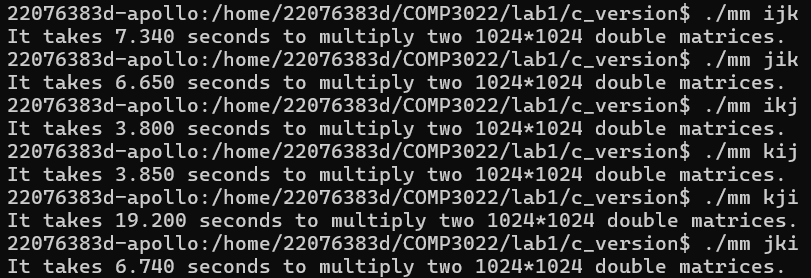 22076383d-apollo:/home/22076383d/COMP3022/lab1/c_version$ ./mm ijk
It takes 7.340 seconds to multiply two 1024*1024 double matrices.
22076383d-apollo:/home/22076383d/COMP3022/lab1/c_version$ ./mm jik
It takes 6.650 seconds to multiply two 1024*1024 double matrices.
22076383d-apollo:/home/22076383d/COMP3022/lab1/c_version$ ./mm ikj
It takes 3.800 seconds to multiply two 1024*1024 double matrices.
22076383d-apollo:/home/22076383d/COMP3022/lab1/c_version$ ./mm kij
It takes 3.850 seconds to multiply two 1024*1024 double matrices.
22076383d-apollo:/home/22076383d/COMP3022/lab1/c_version$ ./mm kji
It takes 19.200 seconds to multiply two 1024*1024 double matrices.
22076383d-apollo:/home/22076383d/COMP3022/lab1/c_version$ ./mm jki
It takes 6.740 seconds to multiply two 1024*1024 double matrices.